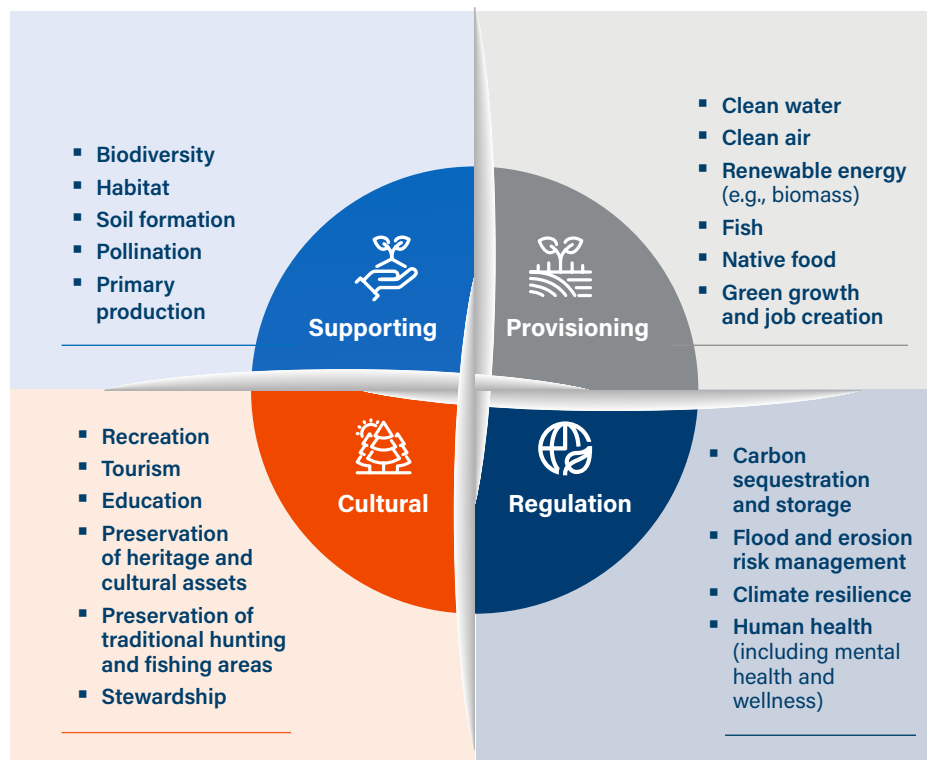 Biodiversity
Habitat
Soil formation
Pollination
Primary
production
Supporting
Clean water
Clean air
Renewable energy
(e.g., biomass)
Fish
Native food
Green growth
and job creation
Provisioning
Recreation
Tourism
Education
Preservation
of heritage and
cultural assets
Preservation of
traditional hunting
and fishing areas
Stewardship
Cultural
Regulation
Carbon
sequestration
and storage
Flood and erosion
risk management
Climate resilience
Human health
(including mental
health and
wellness)